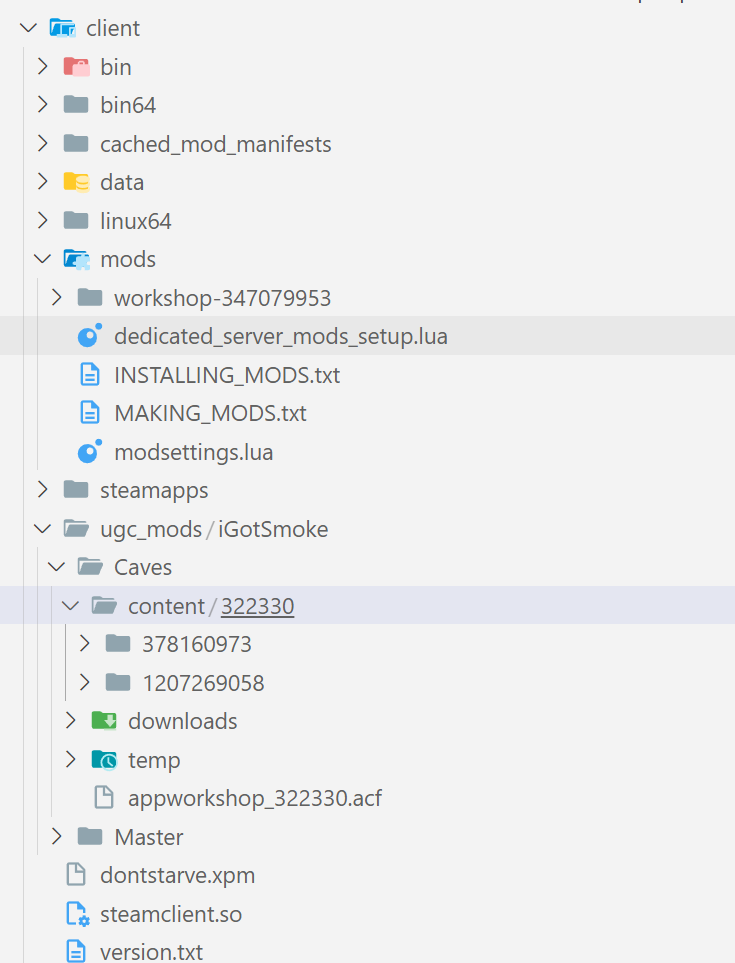 client
bin
bin64
cached_mod_manifests
data
linux64
mods
workshop-347079953
dedicated_server_mods_setup.lua
INSTALLING_MODS.txt
MAKING_MODS.txt
modsettings.lua
steamapps
ugc_mods/iGotSmoke
Caves
content/322330
378160973
1207269058
downloads
temp
appworkshop_322330.acf
Master
dontstarve.xpm
steamclient.so
version.txt